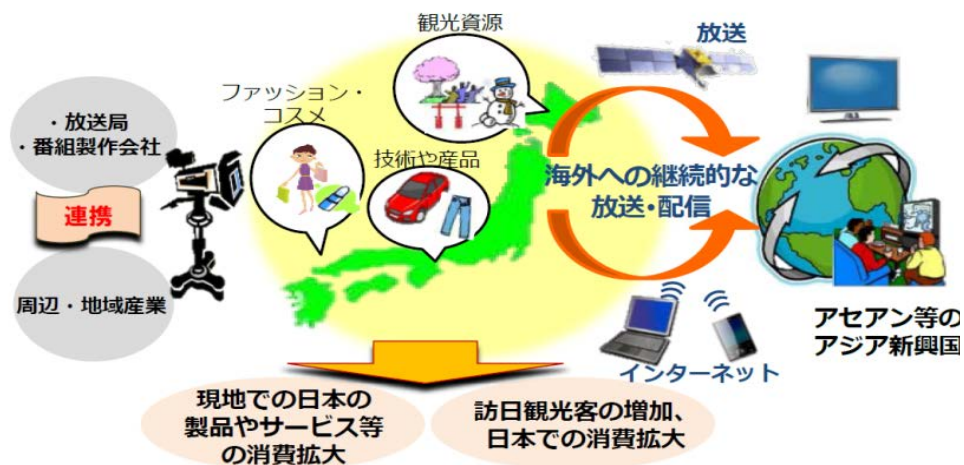 観光資源
ファッション・
コスメ
技術や産品
・放送局
・番組製作会社
連携
周辺・地域産業
放送
海外への継続的な
放送・配信
インターネット
アセアン等の
アジア新興国
現地での日本の
製品やサービス等
の消費拡大
訪日観光客の増加、
日本での消費拡大